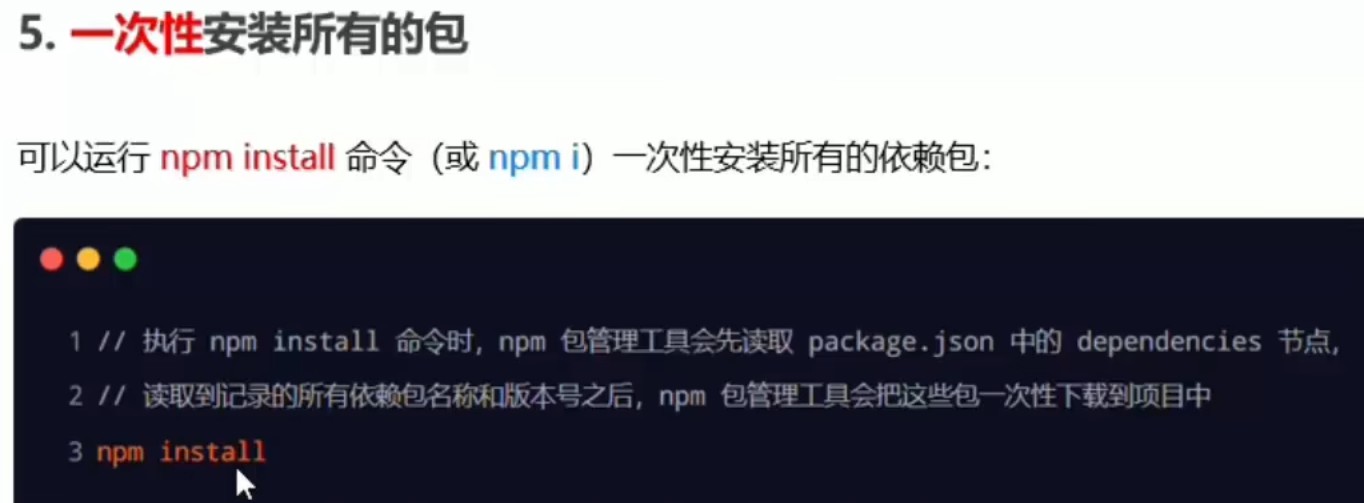 5. 一次性安装所有的包
可以运行 npm install 命令（或 npm i）一次性安装所有的依赖包：
1 // 执行 npm install 命令时，npm 包管理工具会先读取 package.json 中的 dependencies 节点，
2 // 读取到记录的所有依赖包名称和版本号之后，npm 包管理工具会把这些包一次性下载到项目中
3 npm install